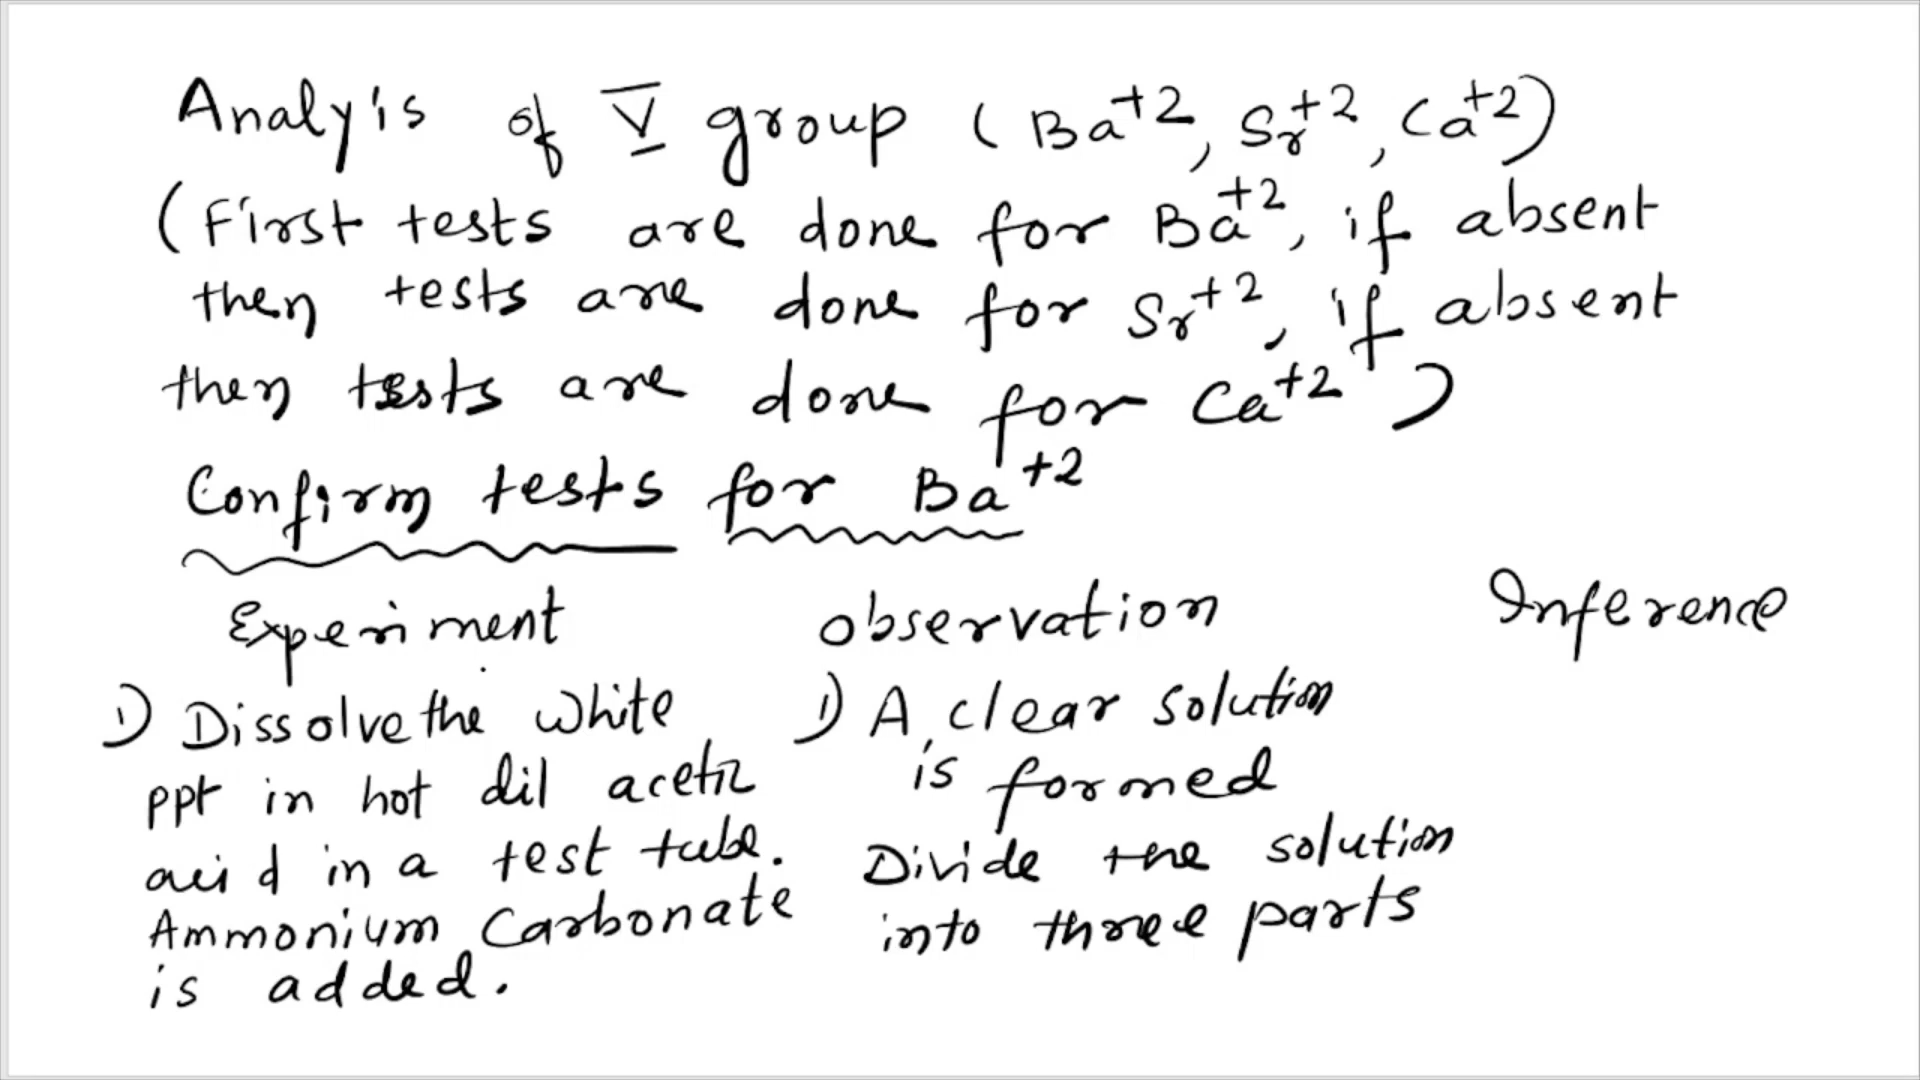 Analyis of V group (Ba+2, Sr+2, Ca+2)
(First tests are done for Ba+2, if absent
then tests are done for Sr+2, if absent
then tests are done for Ca+2)
Confirm tests for Ba+2
Experiment observation Inference
1) Dissolve the white 1) A clear solution
ppt in hot dil acetic is formed
acid in a test tube. Divide the solution
Ammonium Carbonate into three parts
is added.